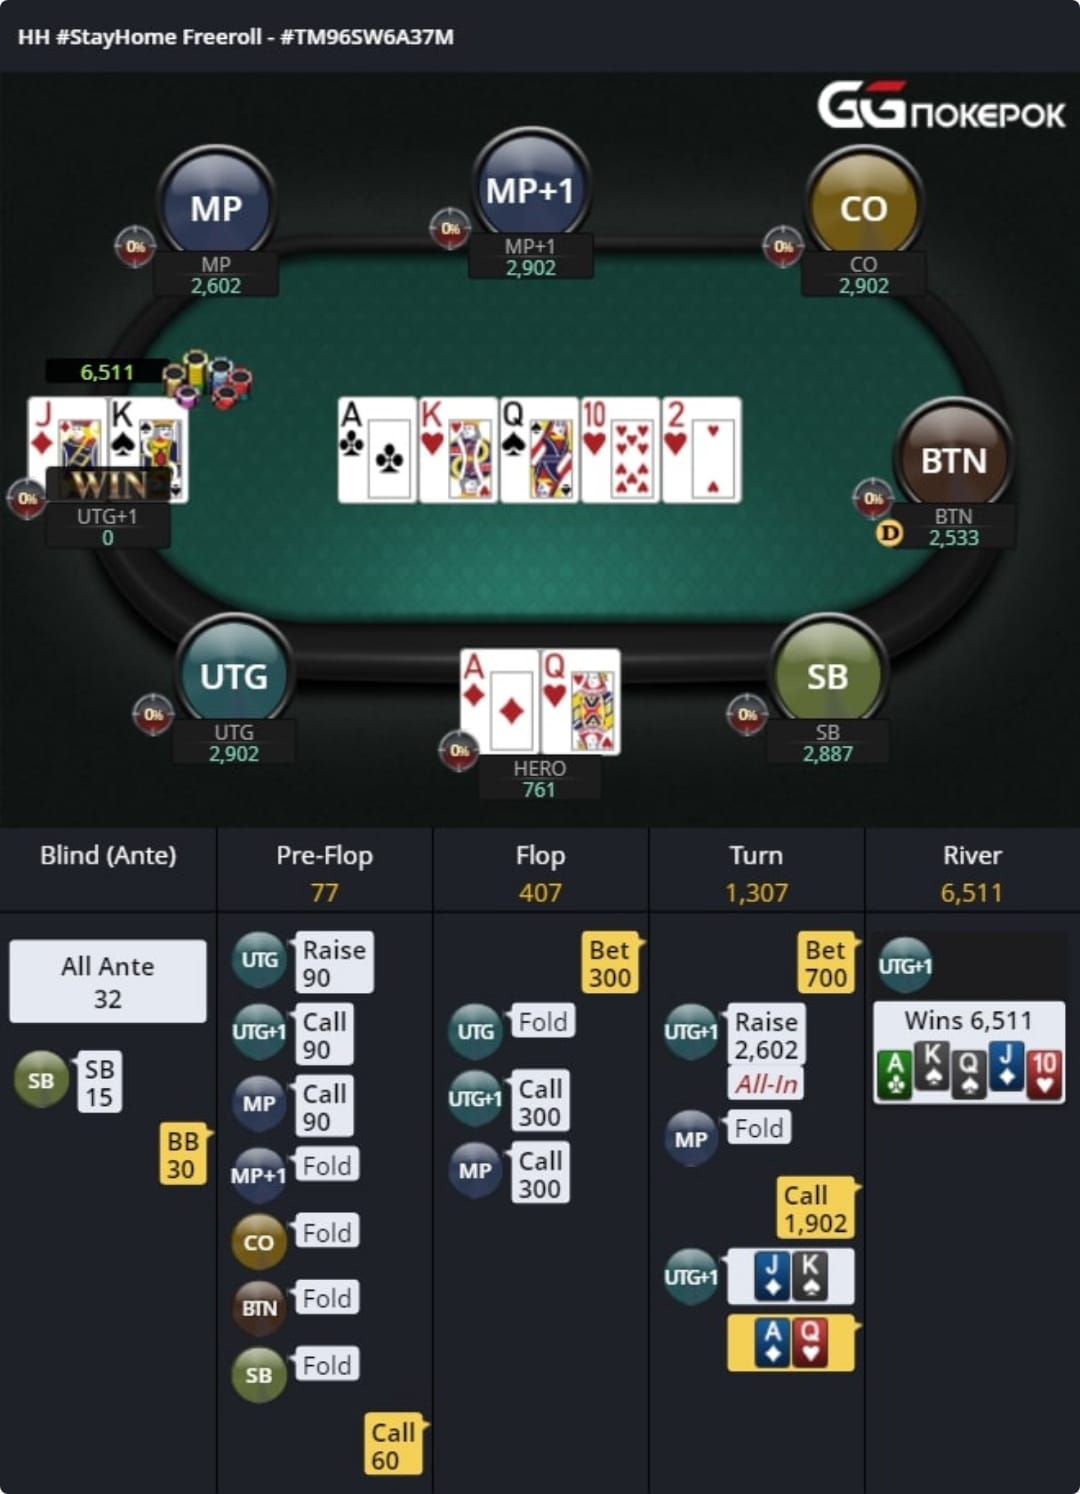 HH #StayHome Freeroll - #TM96SW6A37M
GGПОКЕРОК
MP
0%
MP
2,602
MP+1
0%
MP+1
2,902
CO
0%
CO
2,902
6,511
J K
WIN
0%
UTG+1
0
A K Q 10 2
BTN
0%
BTN
D
2,533
UTG
0%
UTG
2,902
A Q
0%
HERO
761
SB
0%
SB
2,887
Blind (Ante)
All Ante
32
SB
SB
15
BB
30
Pre-Flop
77
UTG
Raise
90
UTG+1
Call
90
MP
Call
90
MP+1
Fold
CO
Fold
BTN
Fold
SB
Fold
Call
60
Flop
407
Bet
300
UTG
Fold
UTG+1
Call
300
MP
Call
300
Turn
1,307
Bet
700
UTG+1
Raise
2,602
All-In
MP
Fold
Call
1,902
UTG+1
J K
A Q
River
6,511
UTG+1
Wins 6,511
A K Q J 10